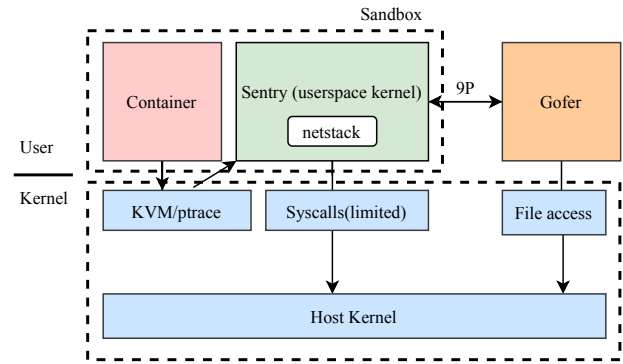 Sandbox
Container
Sentry (userspace kernel)
netstack
9P
Gofer
User
Kernel
KVM/ptrace
Syscalls(limited)
File access
Host Kernel